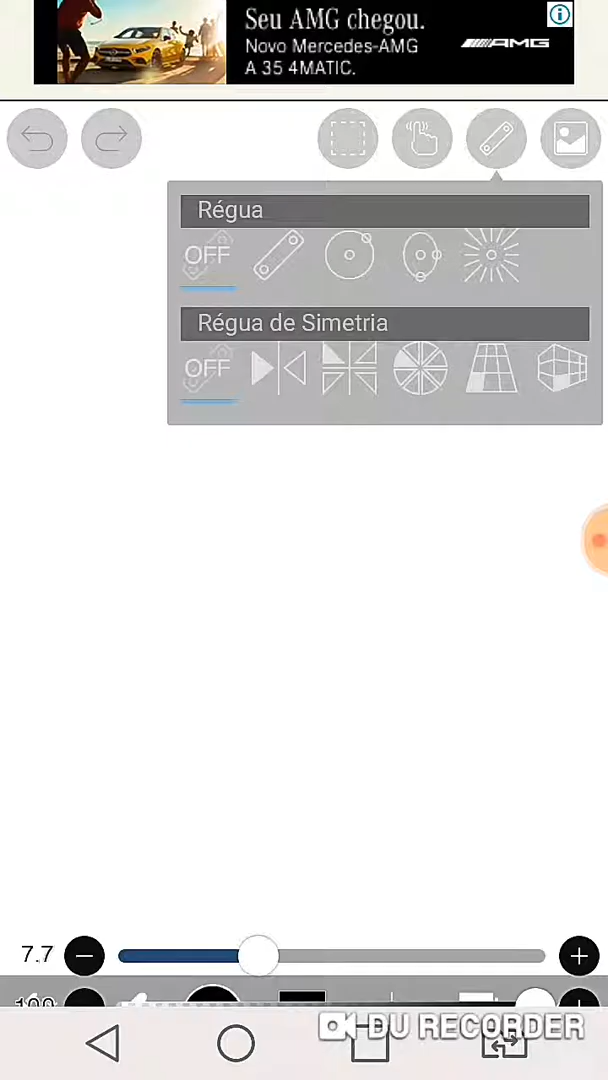 Seu AMG chegou.
Novo Mercedes-AMG
A 35 4MATIC.
AMG
Régua
OFF
Régua de Simetria
OFF
7.7
100
DU RECORDER